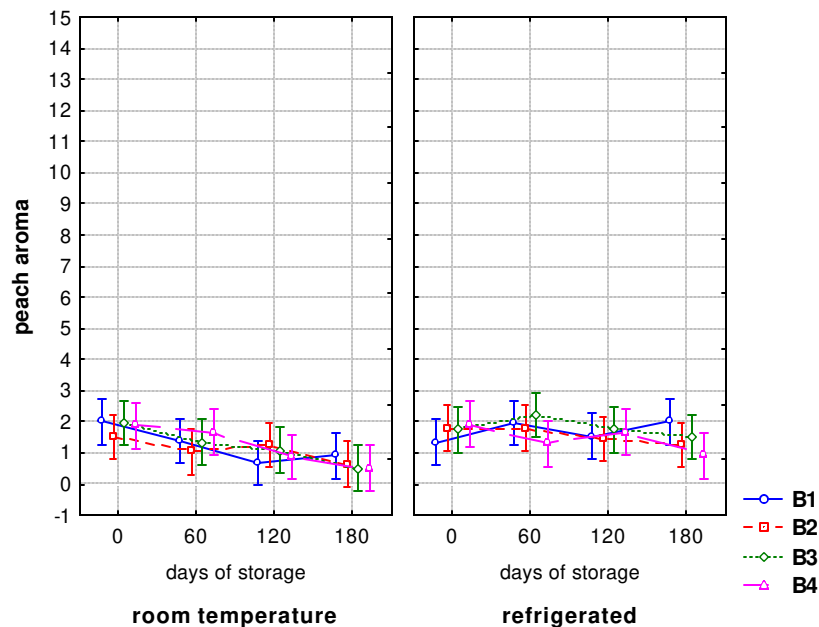 peach aroma
15
14
13
12
11
10
9
8
7
6
5
4
3
2
1
0
-1
0 60 120 180 0 60 120 180
days of storage days of storage
room temperature refrigerated
B1
B2
B3
B4